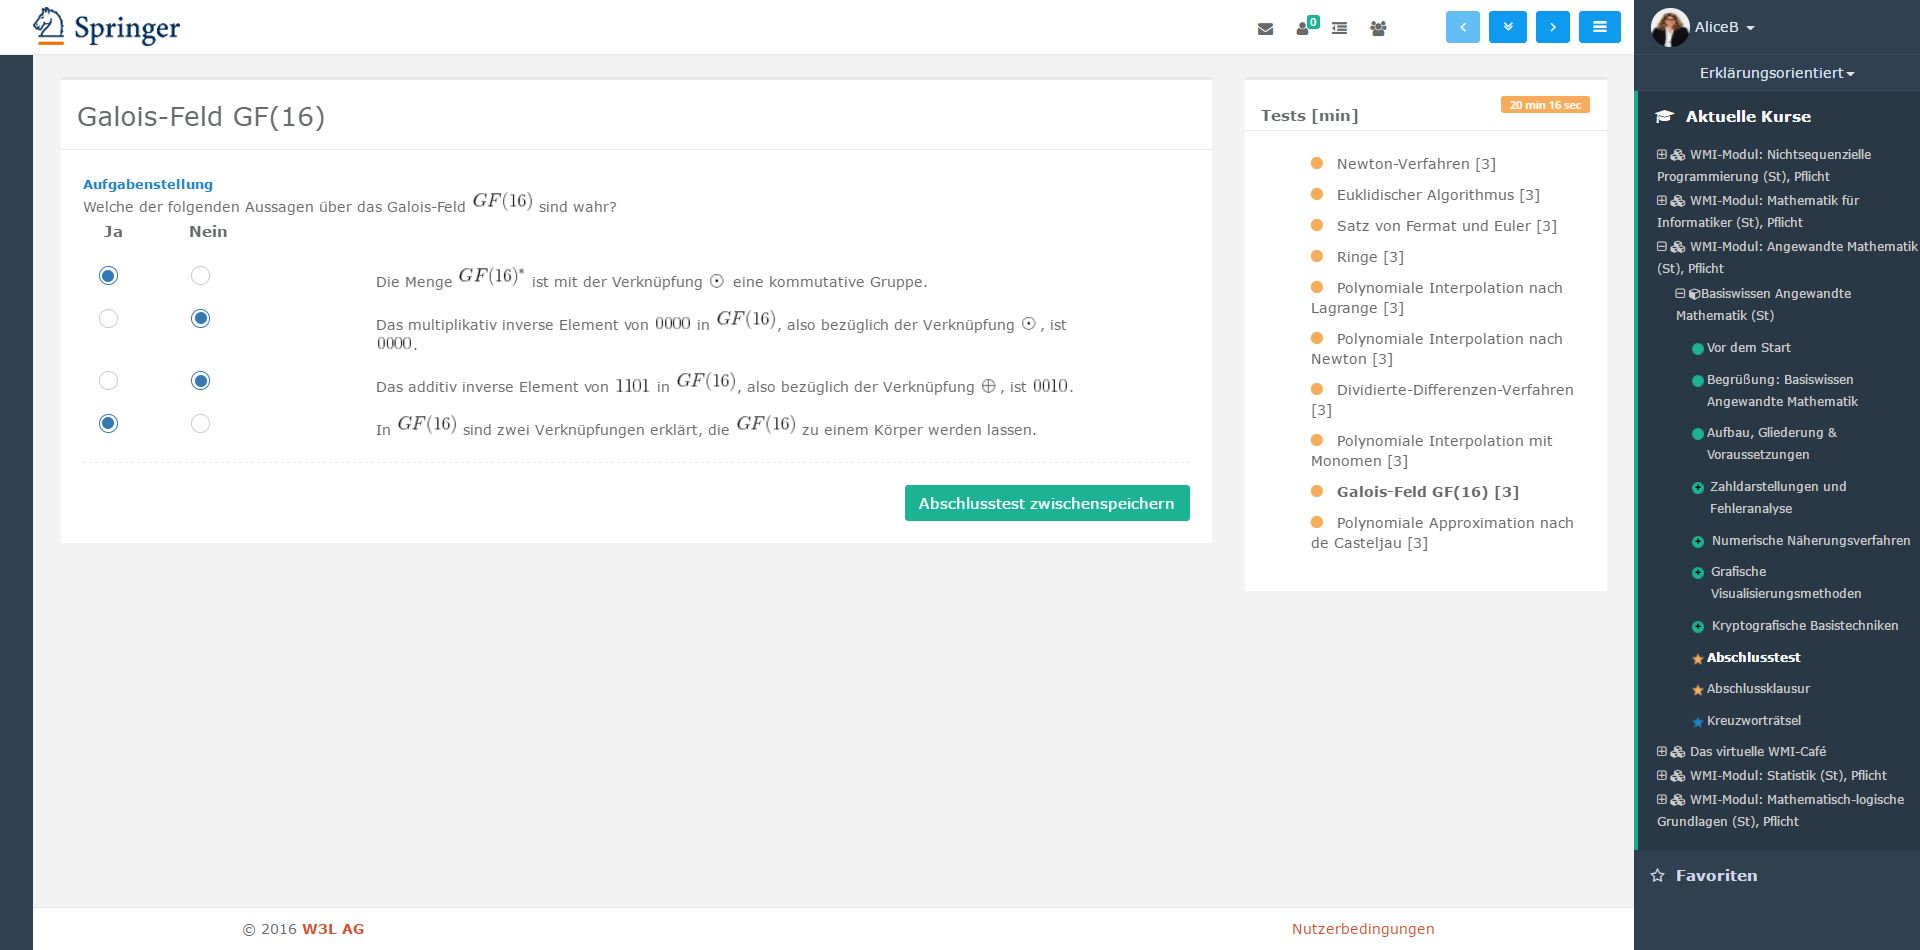 Springer
0
AliceB
Erklärungsorientiert
Galois-Feld GF(16)
Aufgabenstellung
Welche der folgenden Aussagen über das Galois-Feld GF(16) sind wahr?
Ja Nein
Die Menge GF(16)* ist mit der Verknüpfung ⊙ eine kommutative Gruppe.
Das multiplikativ inverse Element von 0000 in GF(16), also bezüglich der Verknüpfung ⊙, ist
0000.
Das additiv inverse Element von 1101 in GF(16), also bezüglich der Verknüpfung ⊕, ist 0010.
In GF(16) sind zwei Verknüpfungen erklärt, die GF(16) zu einem Körper werden lassen.
Abschlusstest zwischenspeichern
Tests [min]
20 min 16 sec
Newton-Verfahren [3]
Euklidischer Algorithmus [3]
Satz von Fermat und Euler [3]
Ringe [3]
Polynomiale Interpolation nach
Lagrange [3]
Polynomiale Interpolation nach
Newton [3]
Dividierte-Differenzen-Verfahren
[3]
Polynomiale Interpolation mit
Monomen [3]
Galois-Feld GF(16) [3]
Polynomiale Approximation nach
de Casteljau [3]
Aktuelle Kurse
WMI-Modul: Nichtsequenzielle
Programmierung (St), Pflicht
WMI-Modul: Mathematik für
Informatiker (St), Pflicht
WMI-Modul: Angewandte Mathematik
(St), Pflicht
Basiswissen Angewandte
Mathematik (St)
Vor dem Start
Begrüßung: Basiswissen
Angewandte Mathematik
Aufbau, Gliederung &
Voraussetzungen
Zahldarstellungen und
Fehleranalyse
Numerische Näherungsverfahren
Grafische
Visualisierungsmethoden
Kryptografische Basistechniken
Abschlusstest
Abschlussklausur
Kreuzworträtsel
Das virtuelle WMI-Café
WMI-Modul: Statistik (St), Pflicht
WMI-Modul: Mathematisch-logische
Grundlagen (St), Pflicht
Favoriten
© 2016 W3L AG
Nutzerbedingungen